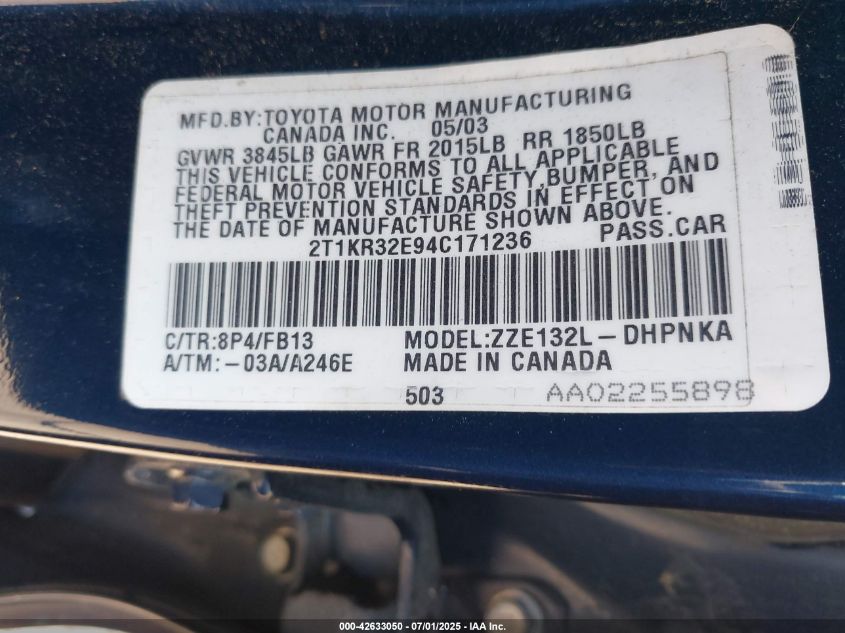 MFD.BY:TOYOTA MOTOR MANUFACTURING
CANADA INC. 05/03
GVWR 3845LB GAWR FR 2015LB RR 1850LB
THIS VEHICLE CONFORMS TO ALL APPLICABLE
FEDERAL MOTOR VEHICLE SAFETY,BUMPER, AND
THEFT PREVENTION STANDARDS IN EFFECT ON
THE DATE OF MANUFACTURE SHOWN ABOVE.
2T1KR32E94C171236 PASS.CAR
C/TR:8P4/FB13 MODEL:ZZE132L-DHPNKA
A/TM:-03A/A246E MADE IN CANADA
503 AA02255898
000-42633050 - 07/01/2025 - IAA Inc.